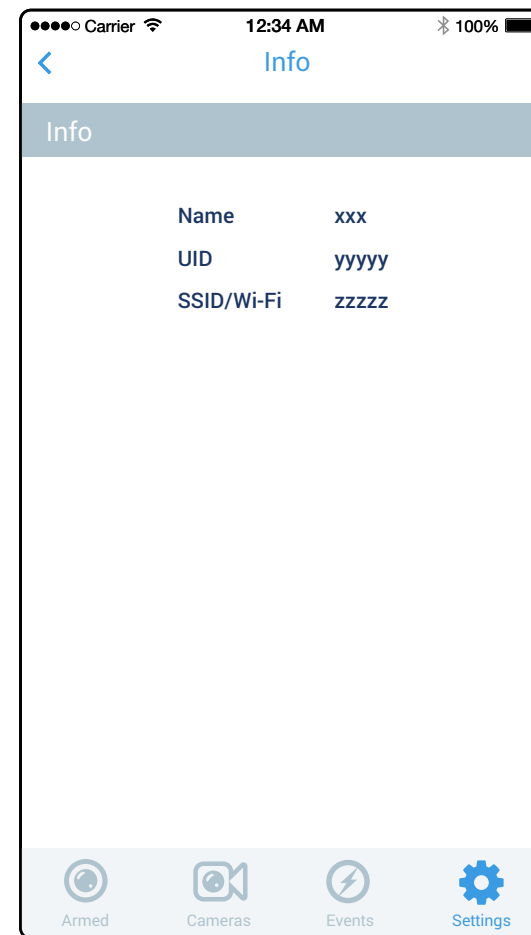 Carrier 12:34 AM 100%
Info
Info
Name xxx
UID yyyyy
SSID/Wi-Fi zzzzz
Armed Cameras Events Settings